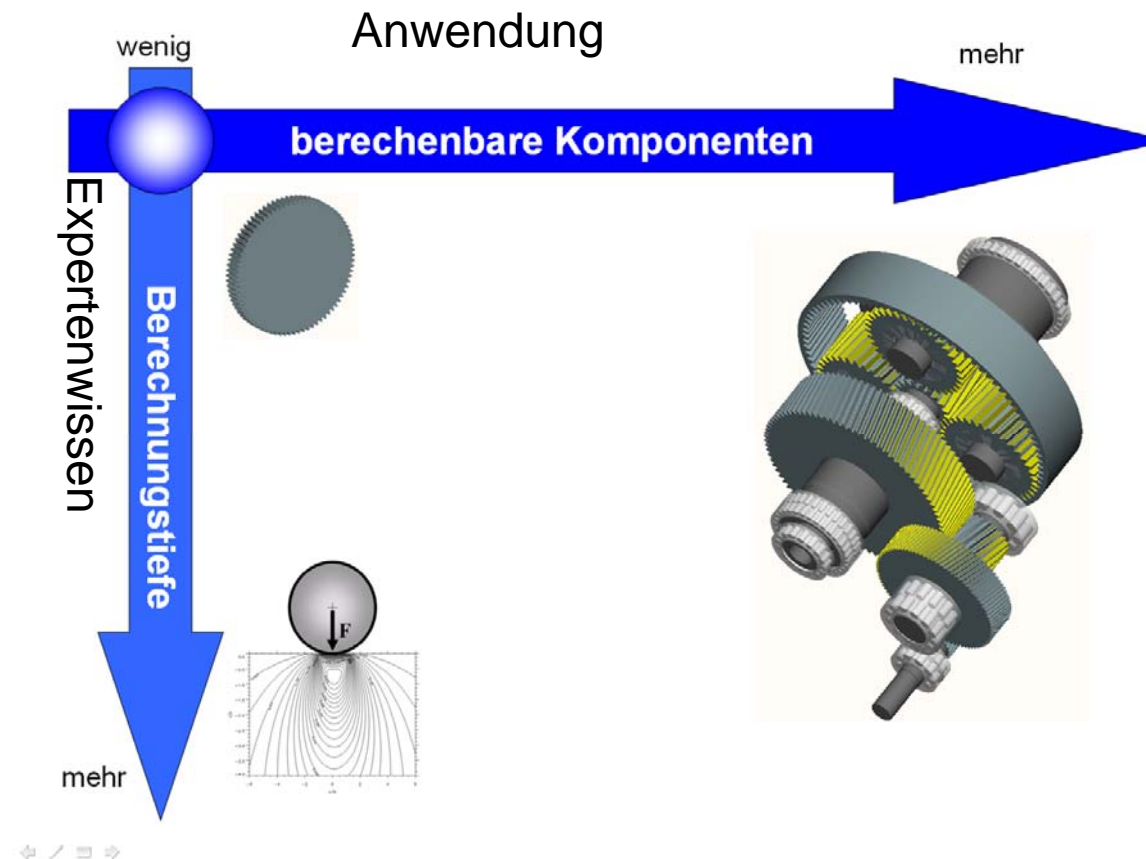 Anwendung
wenig
mehr
berechenbare Komponenten
Expertenwissen
Berechnungstiefe
F
mehr